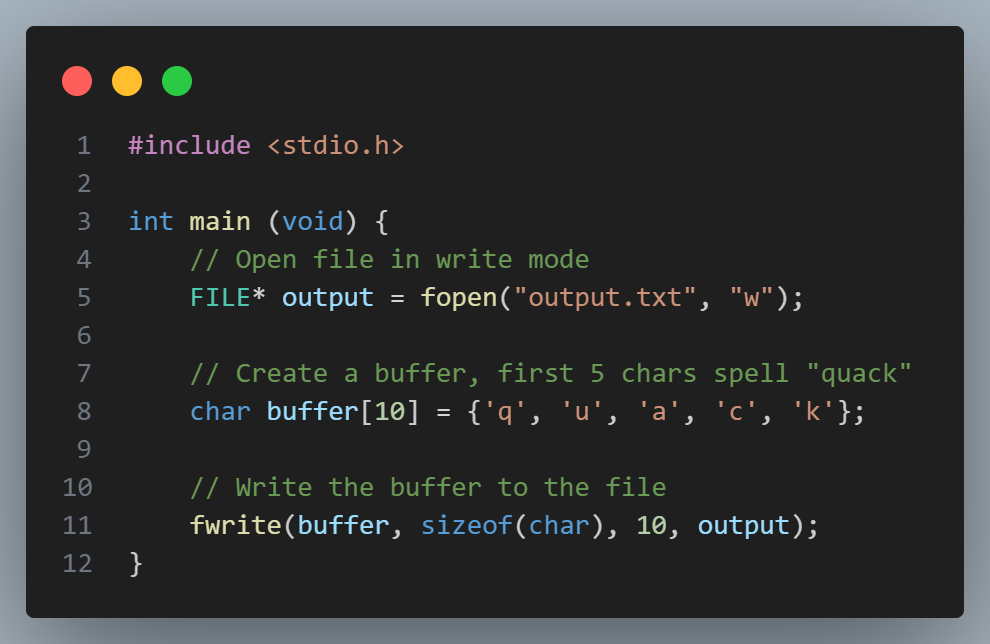 1 #include <stdio.h>
2
3 int main (void) {
4     // Open file in write mode
5     FILE* output = fopen("output.txt", "w");
6
7     // Create a buffer, first 5 chars spell "quack"
8     char buffer[10] = {'q', 'u', 'a', 'c', 'k'};
9
10     // Write the buffer to the file
11     fwrite(buffer, sizeof(char), 10, output);
12 }